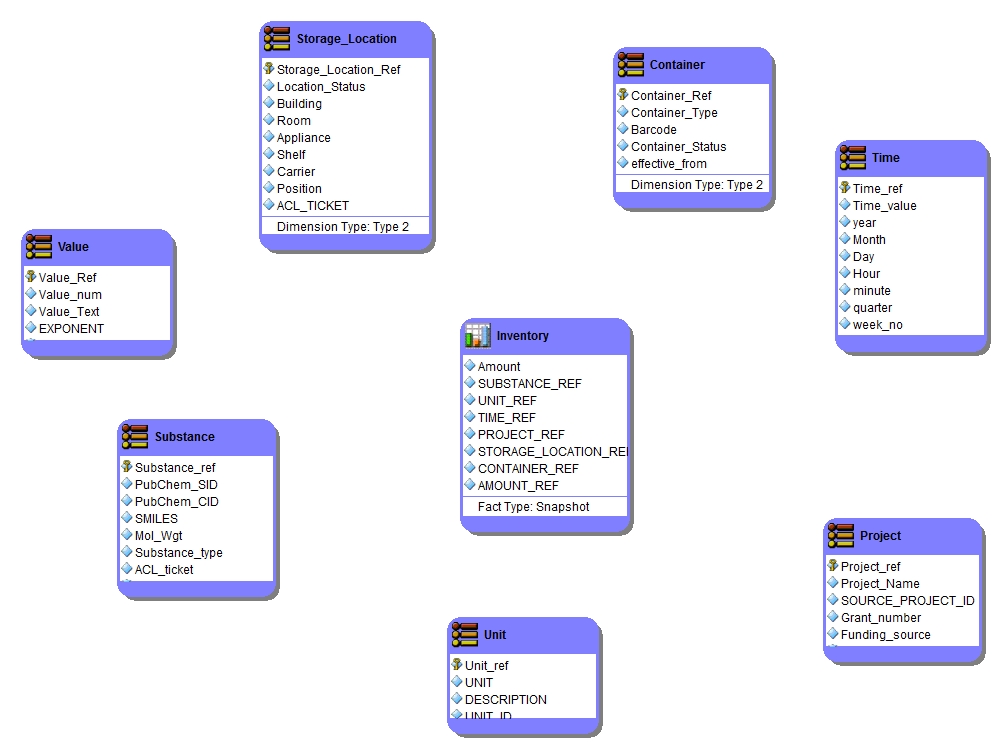 Storage_Location
Storage_Location_Ref
Location_Status
Building
Room
Appliance
Shelf
Carrier
Position
ACL_TICKET
Dimension Type: Type 2
Container
Container_Ref
Container_Type
Barcode
Container_Status
effective_from
Dimension Type: Type 2
Time
Time_ref
Time_value
year
Month
Day
Hour
minute
quarter
week_no
Value
Value_Ref
Value_num
Value_Text
EXPONENT
Inventory
Amount
SUBSTANCE_REF
UNIT_REF
TIME_REF
PROJECT_REF
STORAGE_LOCATION_REF
CONTAINER_REF
AMOUNT_REF
Fact Type: Snapshot
Substance
Substance_ref
PubChem_SID
PubChem_CID
SMILES
Mol_Wgt
Substance_type
ACL_ticket
Project
Project_ref
Project_Name
SOURCE_PROJECT_ID
Grant_number
Funding_source
Unit
Unit_ref
UNIT
DESCRIPTION
UNIT_ID